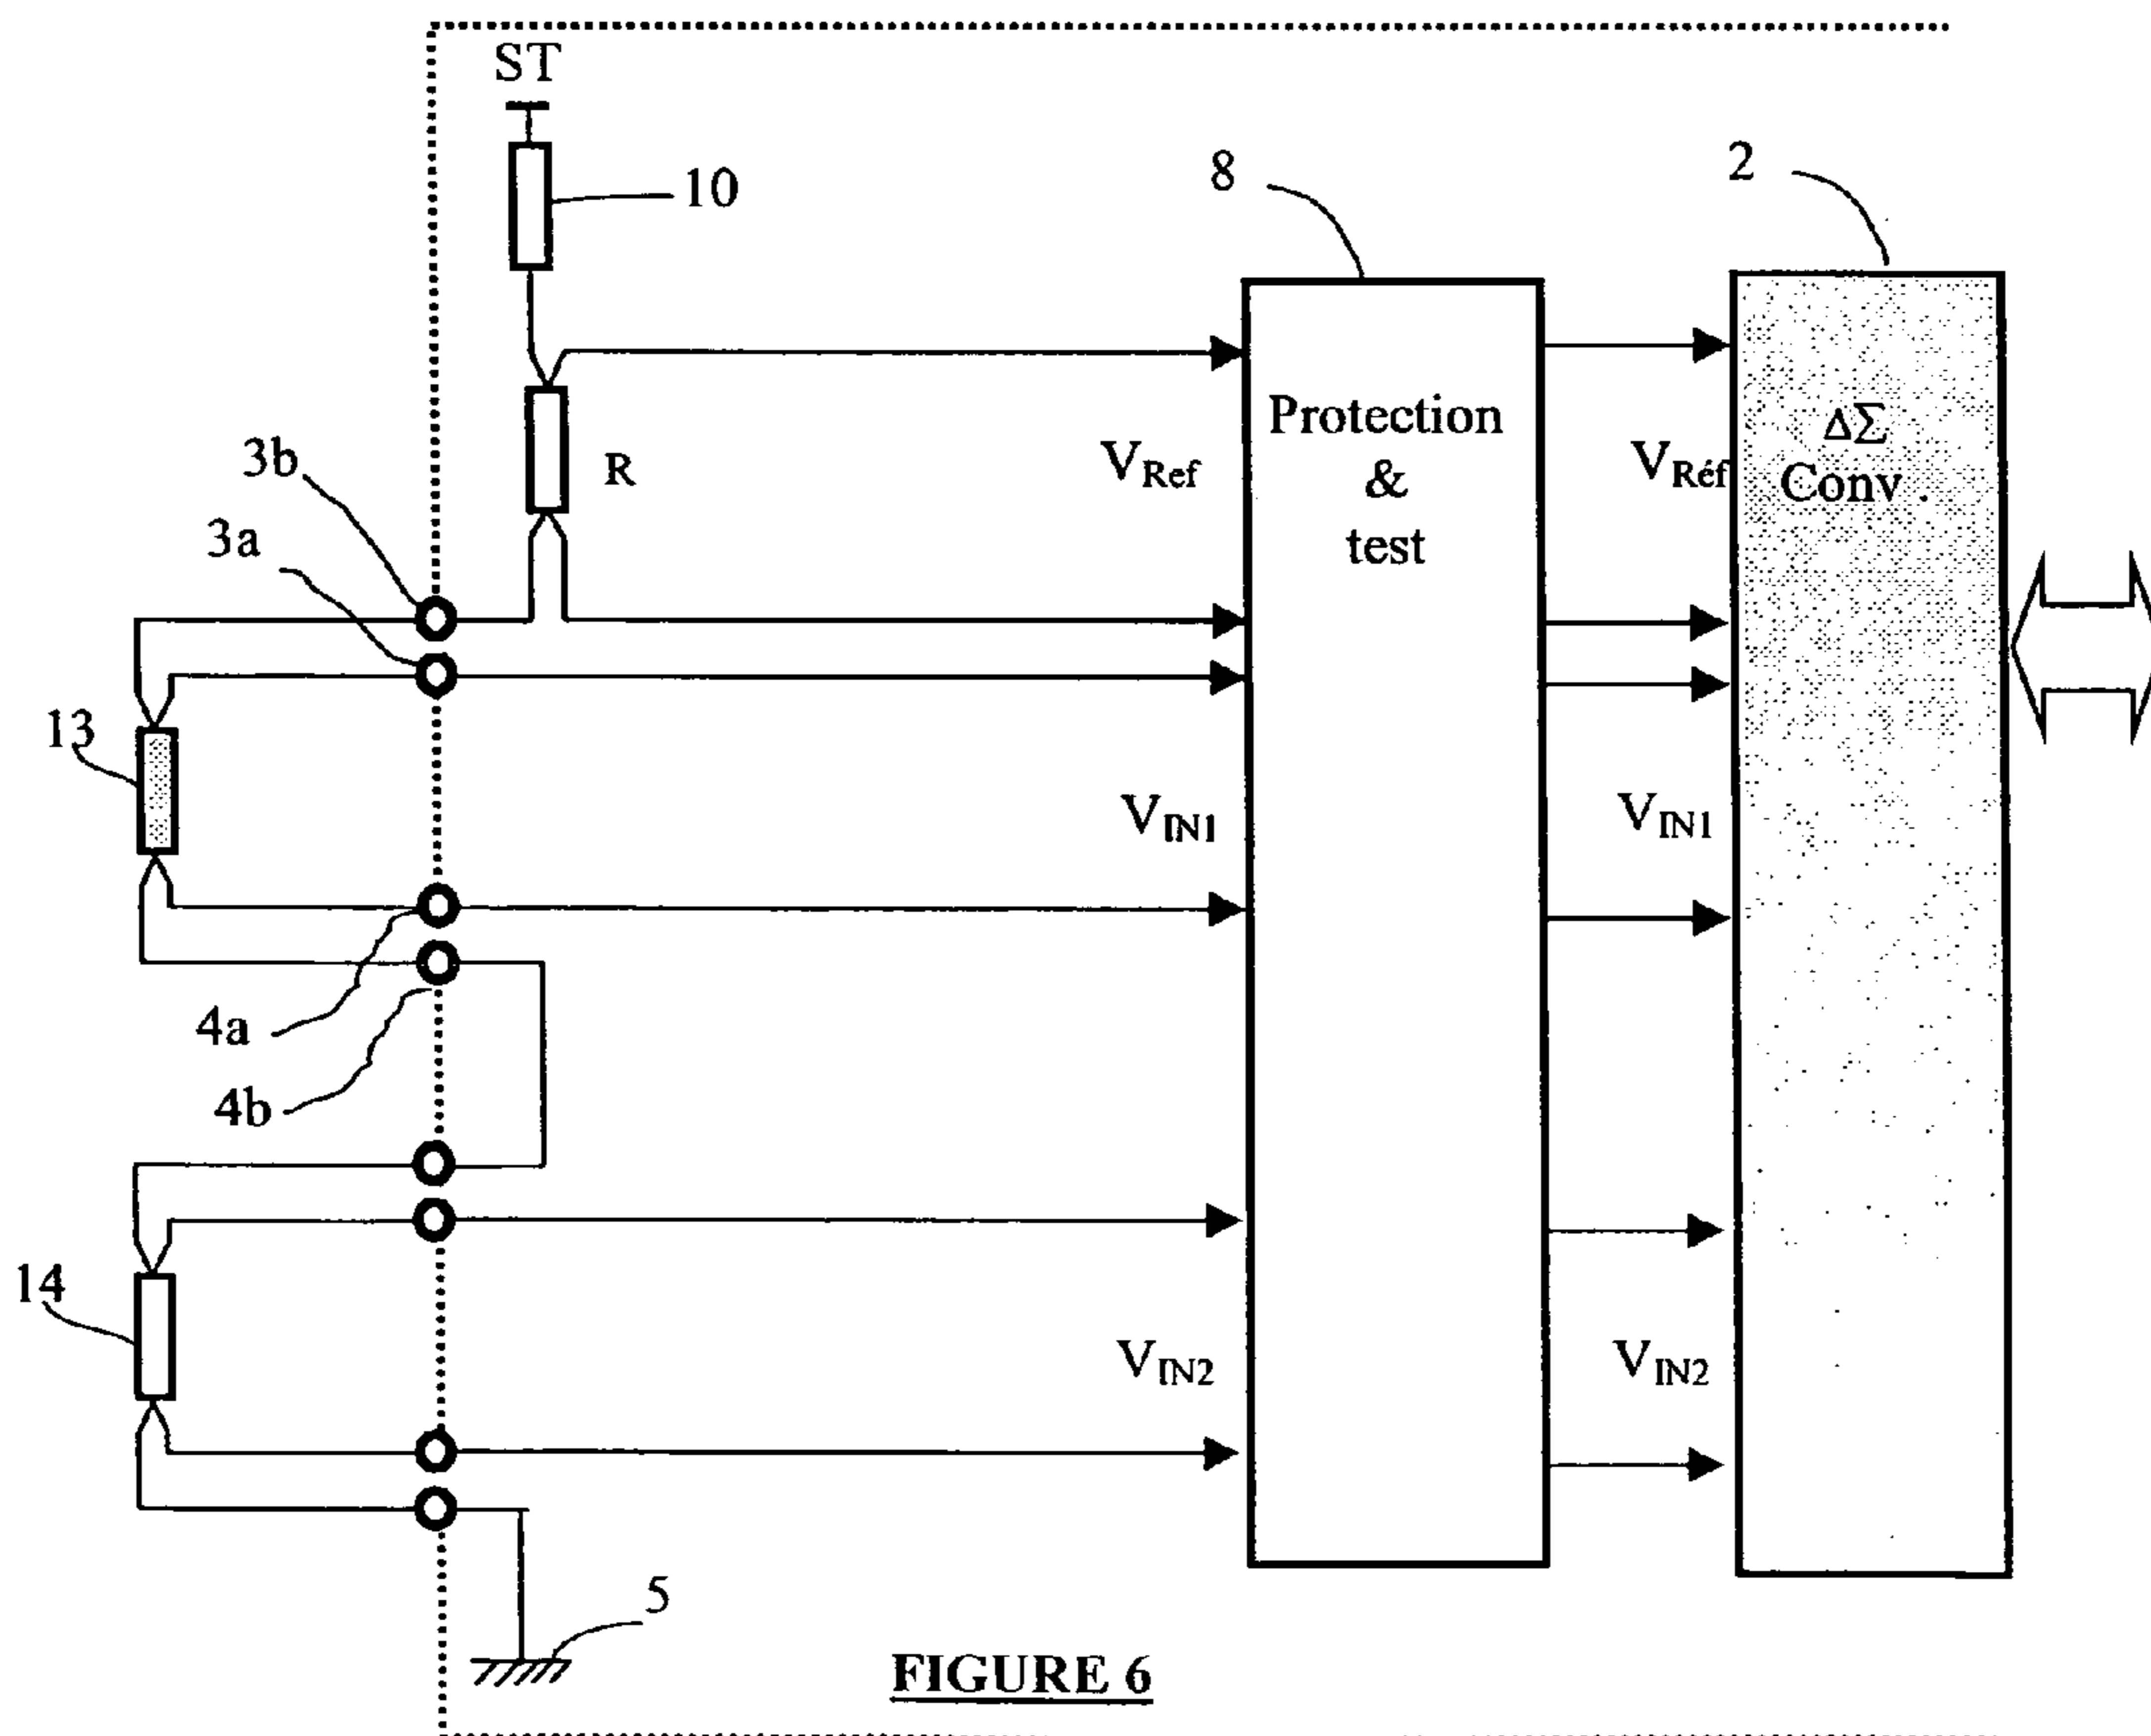 ST
10
8
2
R
V_Ref
Protection
&
test
V_Réf
ΔΣ
Conv.
3b
3a
13
V_IN1
V_IN1
4a
4b
14
V_IN2
V_IN2
5
FIGURE 6